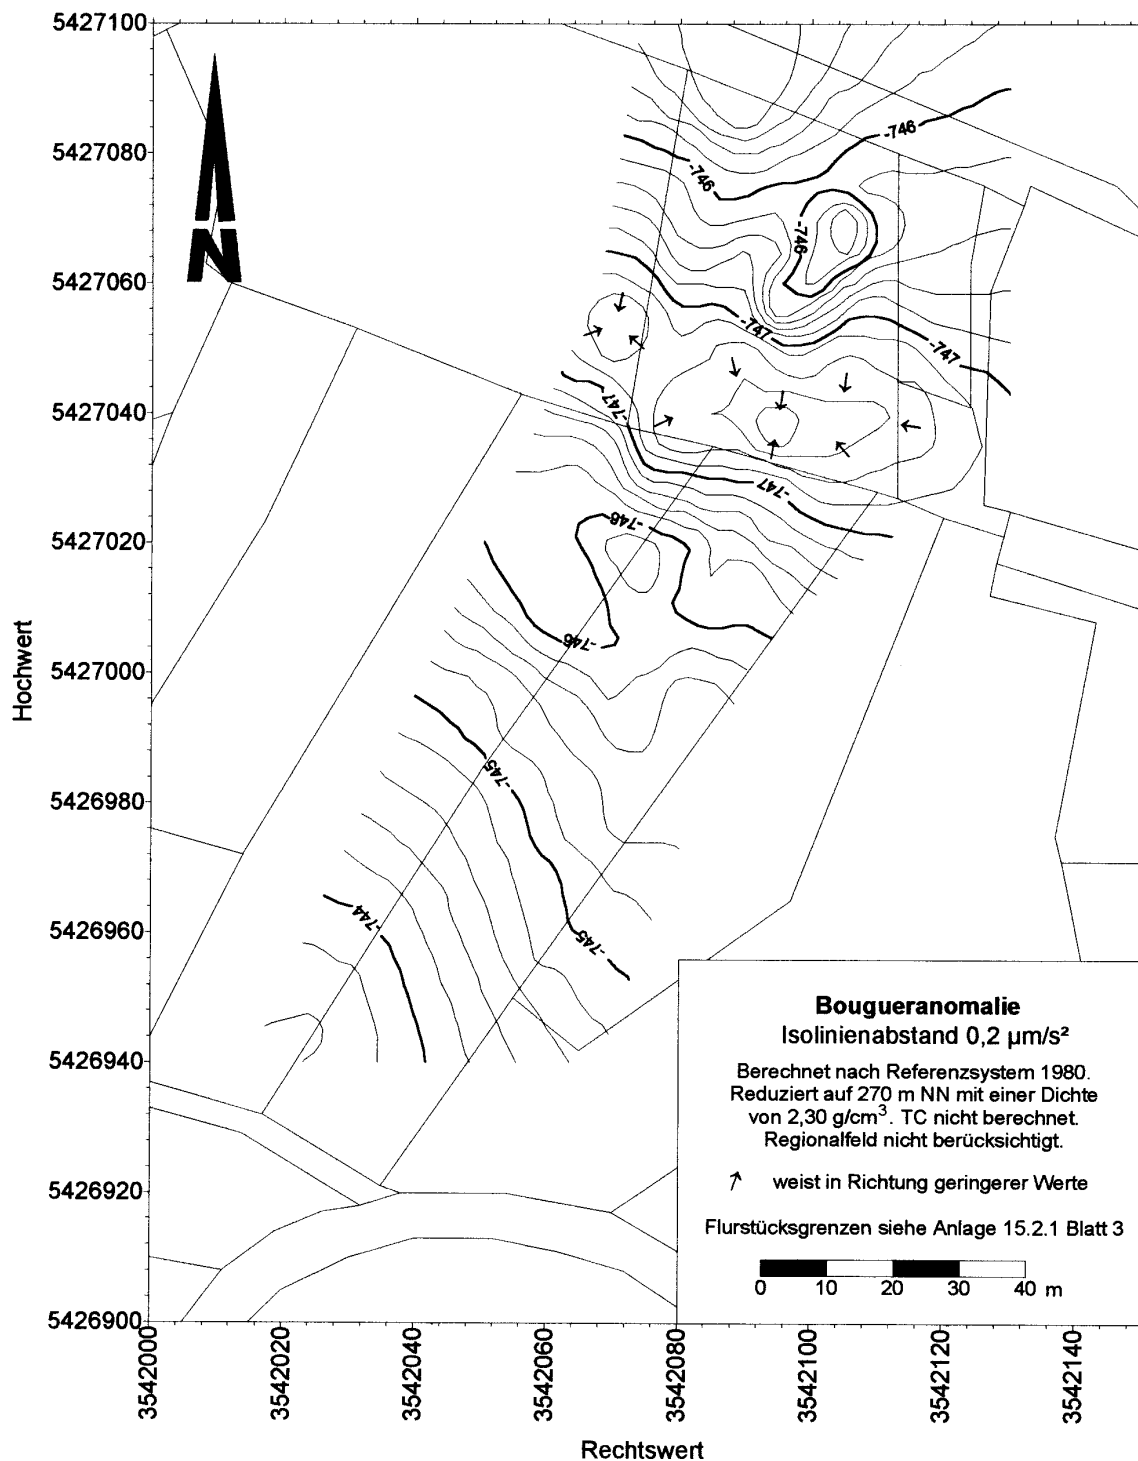 5427100
5427080
5427060
5427040
5427020
5427000
5426980
5426960
5426940
5426920
5426900
Hochwert
N
-746
-746
-746
-747
-747
-747
-747
-746
-746
-745
-745
-744
Bougueranomalie
Isolinienabstand 0,2 µm/s²
Berechnet nach Referenzsystem 1980.
Reduziert auf 270 m NN mit einer Dichte
von 2,30 g/cm³. TC nicht berechnet.
Regionalfeld nicht berücksichtigt.
weist in Richtung geringerer Werte
Flurstücksgrenzen siehe Anlage 15.2.1 Blatt 3
0 10 20 30 40 m
3542000
3542020
3542040
3542060
3542080
3542100
3542120
3542140
Rechtswert